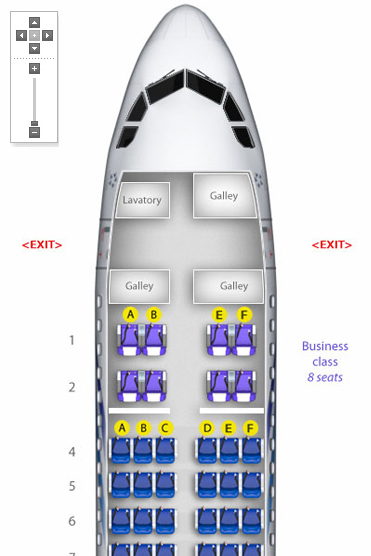 Lavatory
Galley
<EXIT>
<EXIT>
Galley
Galley
A B E F
1
Business
class
8 seats
2
A B C D E F
4
5
6
7